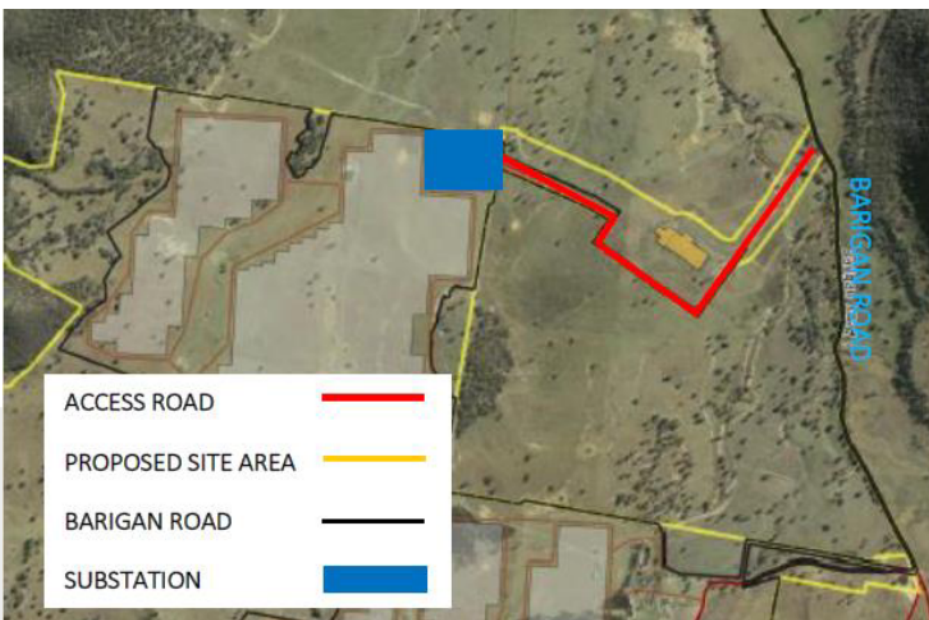 BARIGAN ROAD
ACCESS ROAD
PROPOSED SITE AREA
BARIGAN ROAD
SUBSTATION